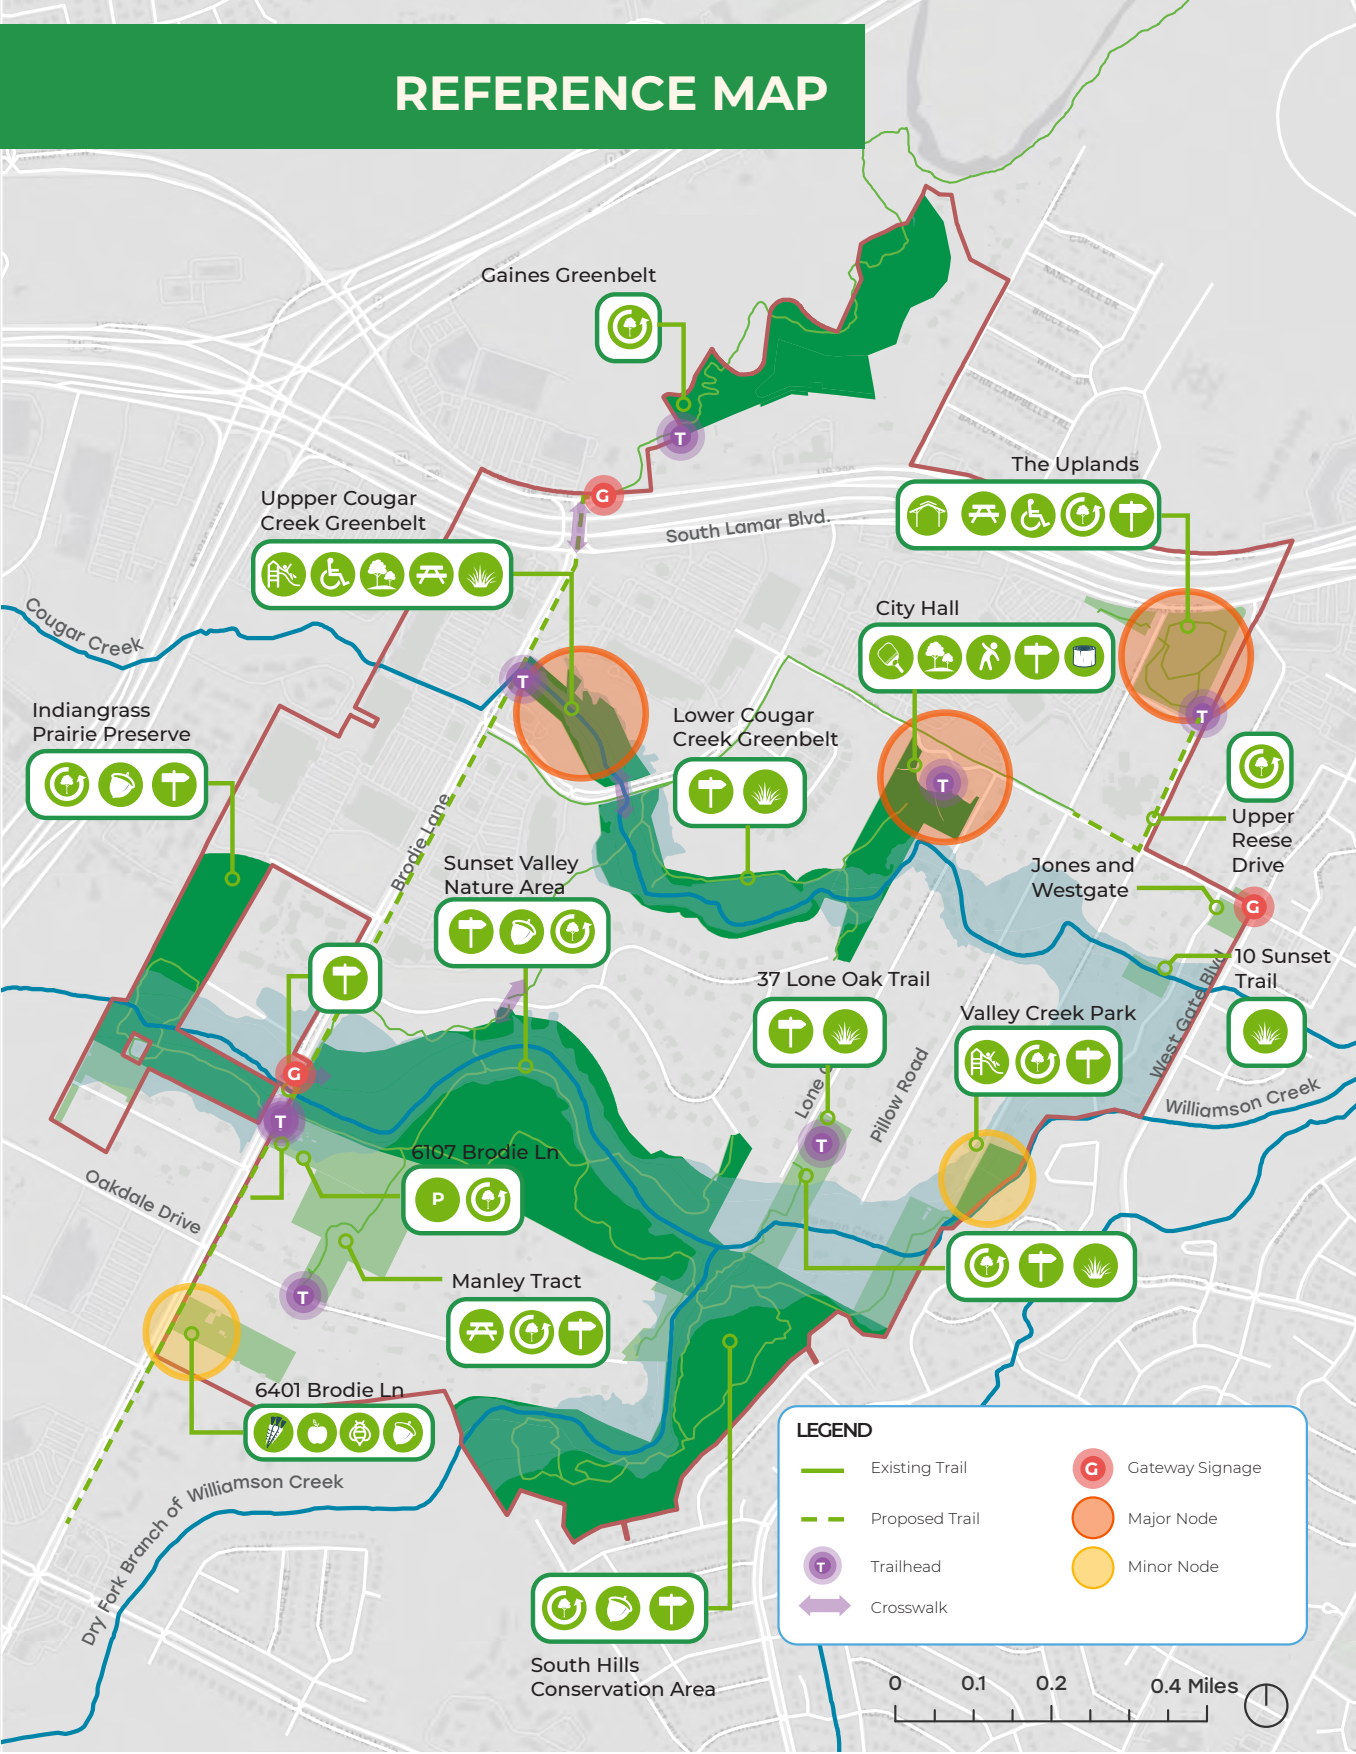 REFERENCE MAP
Gaines Greenbelt
T
G
South Lamar Blvd.
The Uplands
Uppper Cougar
Creek Greenbelt
Cougar Creek
City Hall
T
T
T
Indiangrass
Prairie Preserve
Lower Cougar
Creek Greenbelt
Brodie Lane
Sunset Valley
Nature Area
Upper
Reese
Drive
Jones and
Westgate
G
10 Sunset
Trail
West Gate Blvd
37 Lone Oak Trail
Valley Creek Park
Lone
Pillow Road
Williamson Creek
G
T
T
6107 Brodie Ln
P
Oakdale Drive
Manley Tract
T
6401 Brodie Ln
Dry Fork Branch of Williamson Creek
South Hills
Conservation Area
LEGEND
Existing Trail
Proposed Trail
T Trailhead
Crosswalk
G Gateway Signage
Major Node
Minor Node
0 0.1 0.2 0.4 Miles
NANCY DALE DR
BRUCE DR